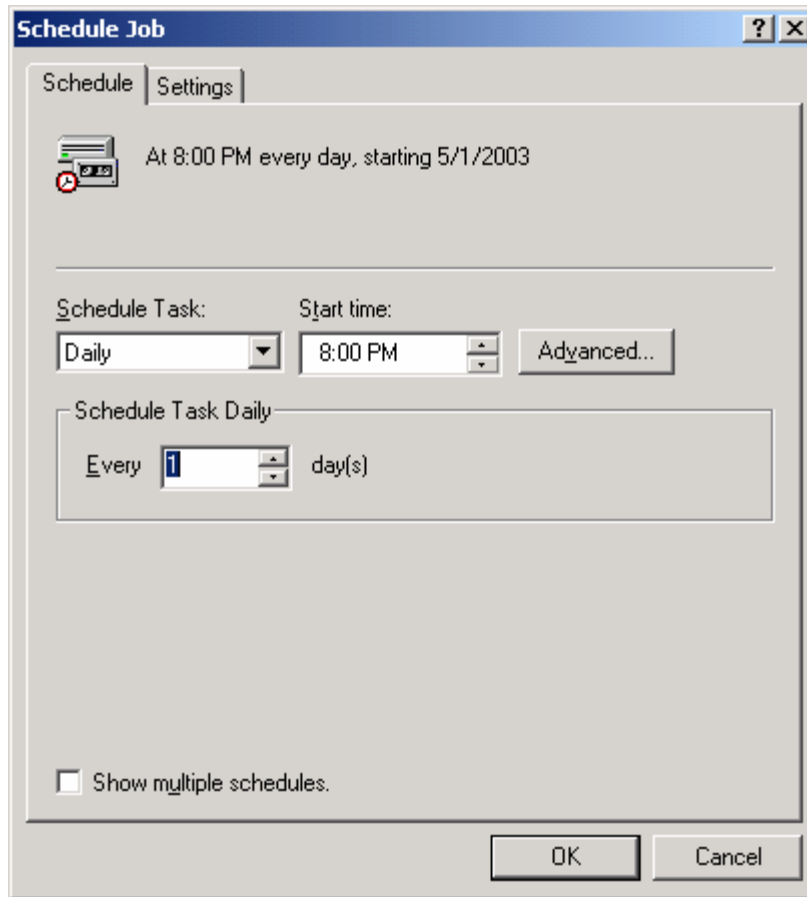 Schedule Job
Schedule Settings
At 8:00 PM every day, starting 5/1/2003
Schedule Task: Start time:
Daily 8:00 PM Advanced...
Schedule Task Daily
Every 1 day(s)
Show multiple schedules.
OK Cancel